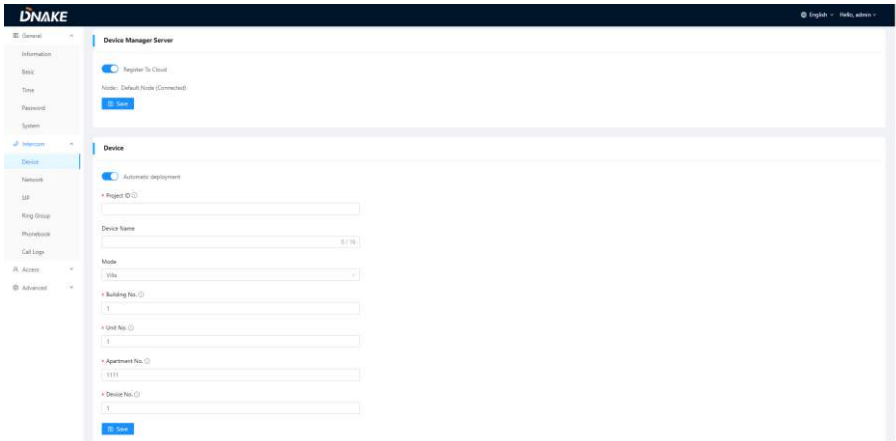 DNAKE
English
Hello, admin
General
Information
Basic
Time
Password
System
Intercom
Device
Network
SIP
Ring Group
Phonebook
Call Logs
Access
Advanced
Device Manager Server
Register To Cloud
Node: Default Node (Connected)
Save
Device
Automatic deployment
* Project ID
Device Name
0 / 16
Mode
Villa
* Building No.
1
* Unit No.
1
* Apartment No.
1111
* Device No.
1
Save